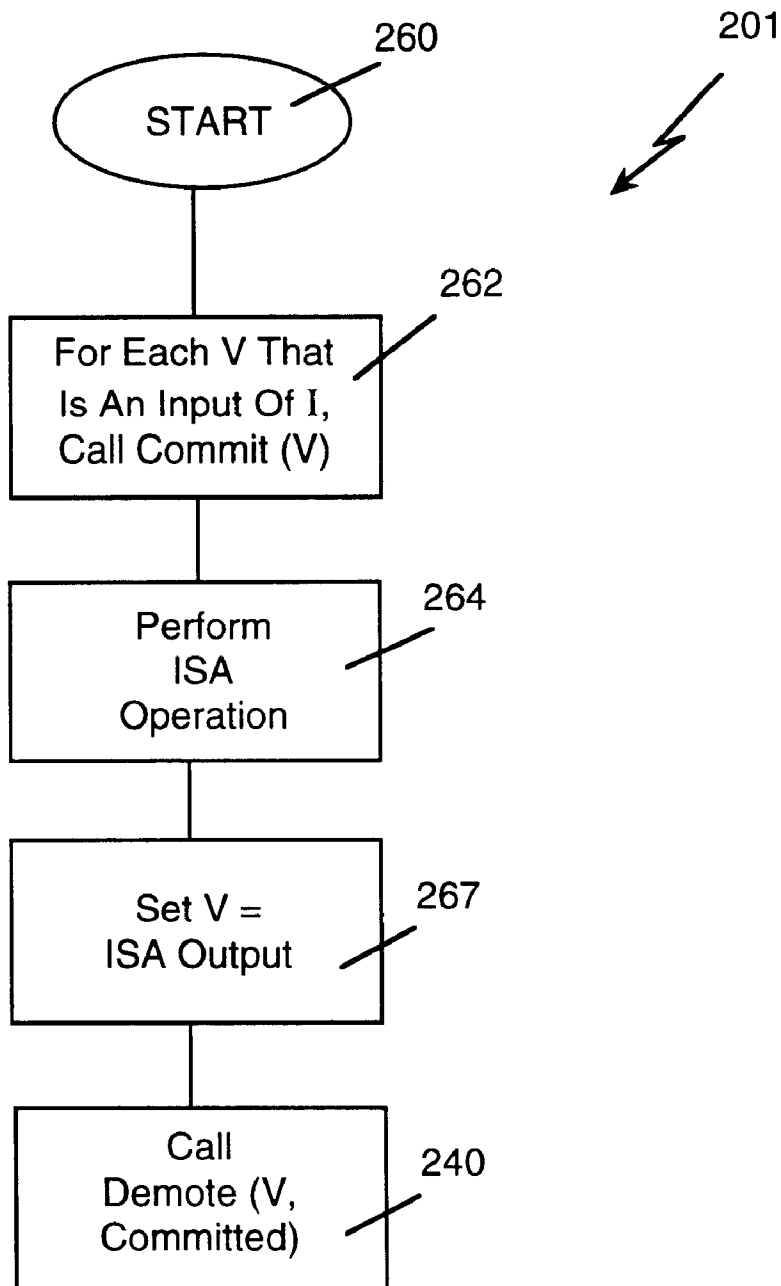 260
201
START
262
For Each V That
Is An Input Of I,
Call Commit (V)
264
Perform
ISA
Operation
267
Set V =
ISA Output
240
Call
Demote (V,
Committed)